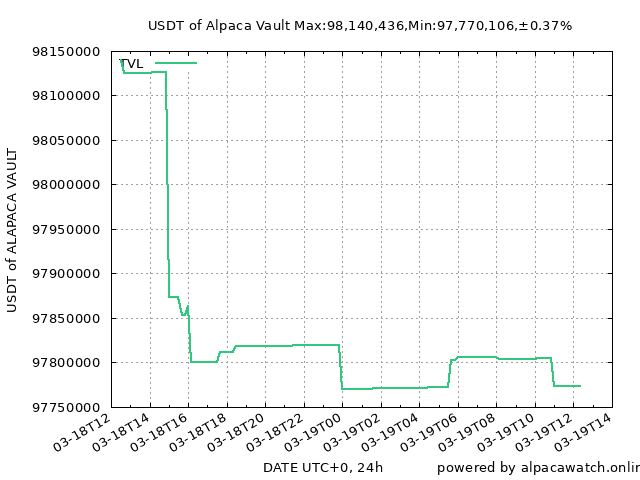 USDT of Alpaca Vault Max:98,140,436,Min:97,770,106,±0.37%
98150000
98100000
98050000
98000000
97950000
97900000
97850000
97800000
97750000
USDT of ALAPACA VAULT
TVL
03-18T12
03-18T14
03-18T16
03-18T18
03-18T20
03-18T22
03-19T00
03-19T02
03-19T04
03-19T06
03-19T08
03-19T10
03-19T12
03-19T14
DATE UTC+0, 24h
powered by alpacawatch.onlin